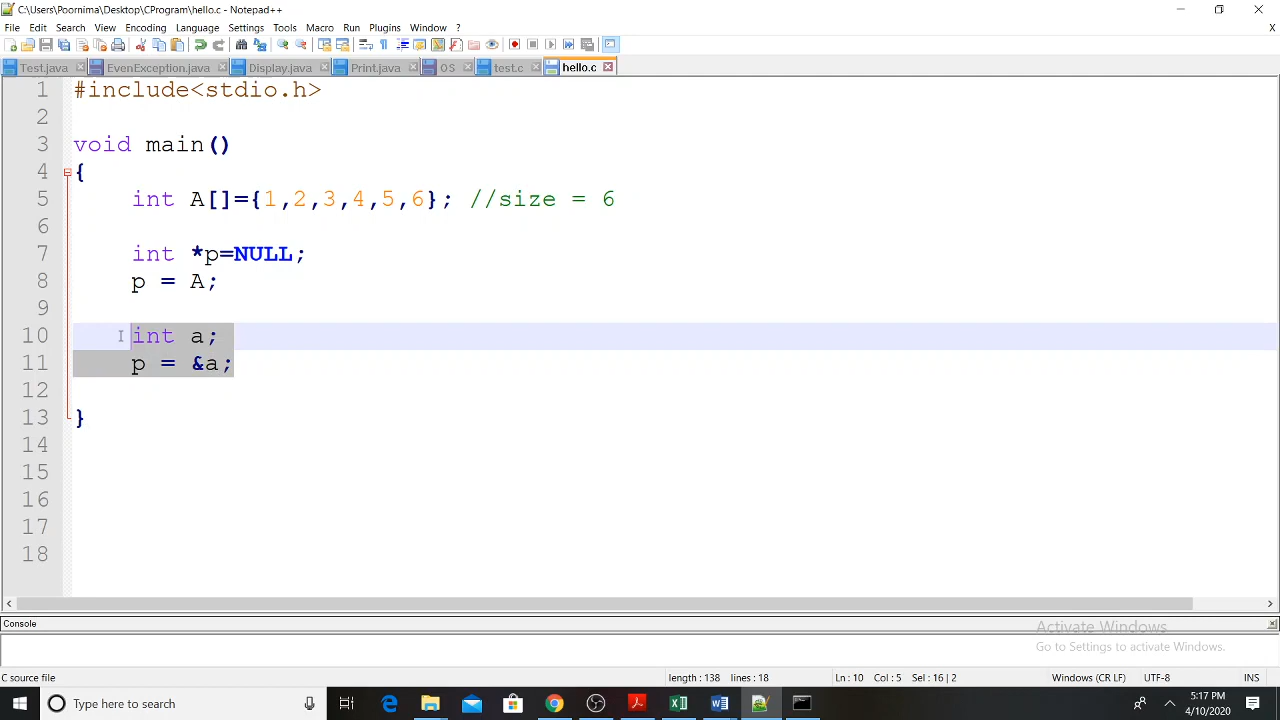 C:\Users\Poornima\Desktop\CProgram\hello.c - Notepad++
File Edit Search View Encoding Language Settings Tools Macro Run Plugins Window ? X
Test.java EvenException.java Display.java Print.java OS test.c hello.c
1 #include<stdio.h>
2
3 void main()
4 {
5 int A[]={1,2,3,4,5,6}; //size = 6
6
7 int *p=NULL;
8 p = A;
9
10 int a;
11 p = &a;
12
13 }
14
15
16
17
18
Console
Activate Windows
Go to Settings to activate Windows.
C source file length : 138 lines : 18 Ln : 10 Col : 5 Sel : 16 | 2 Windows (CR LF) UTF-8 INS
Type here to search
5:17 PM
4/10/2020